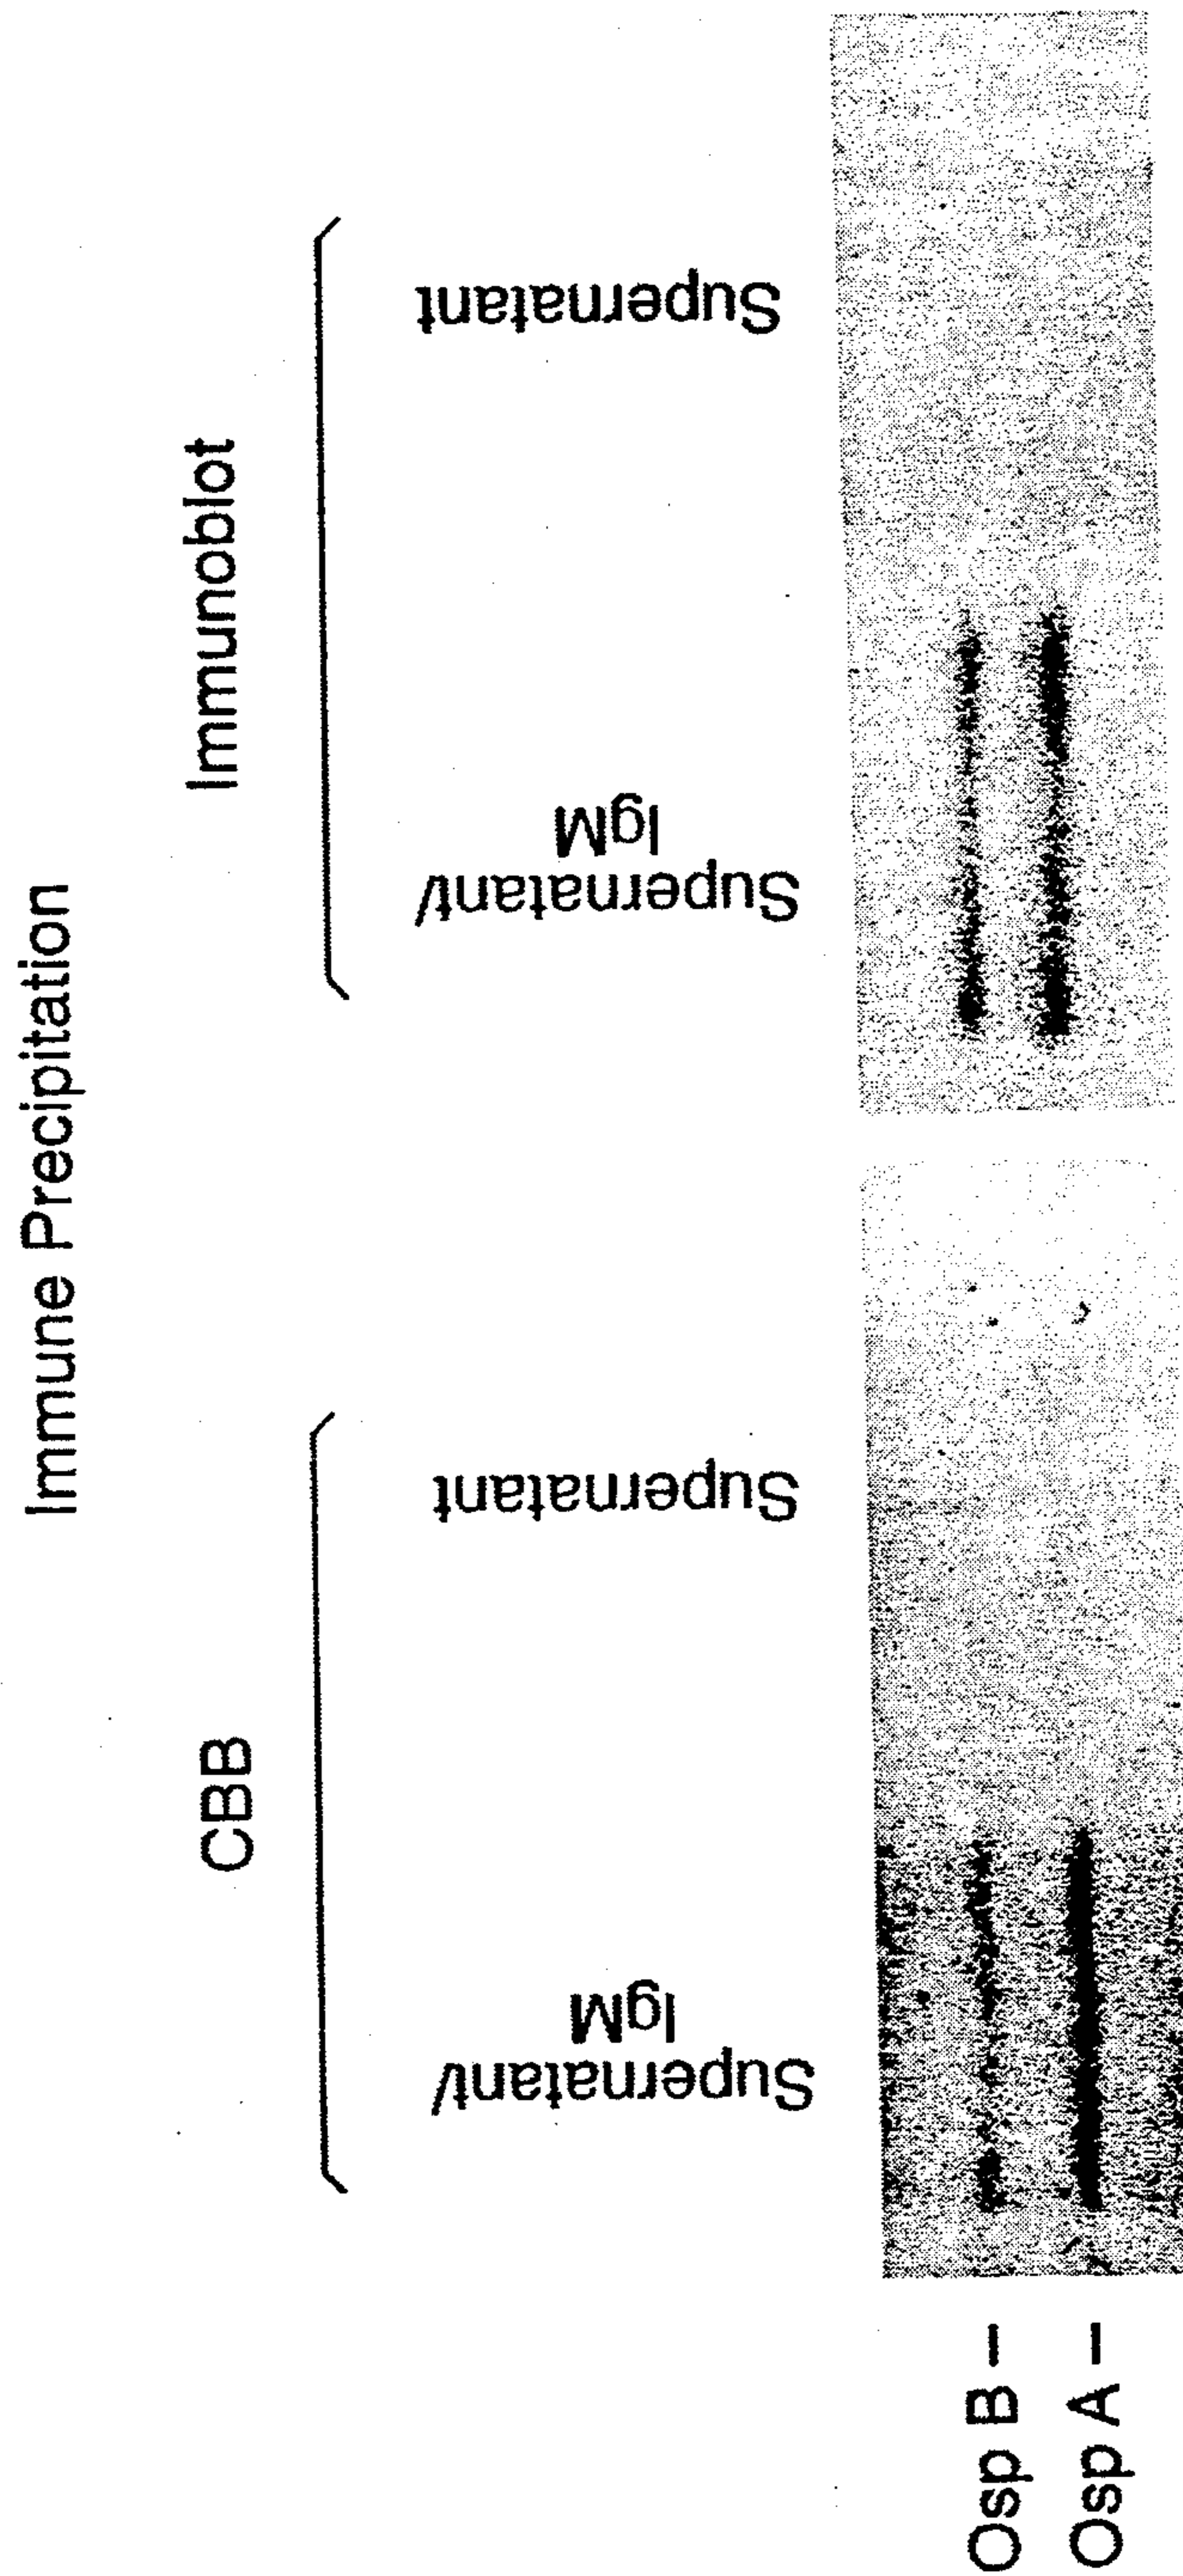 Immune Precipitation
CBB
Immunoblot
Supernatant/
IgM
Supernatant
Supernatant/
IgM
Supernatant
Osp B –
Osp A –